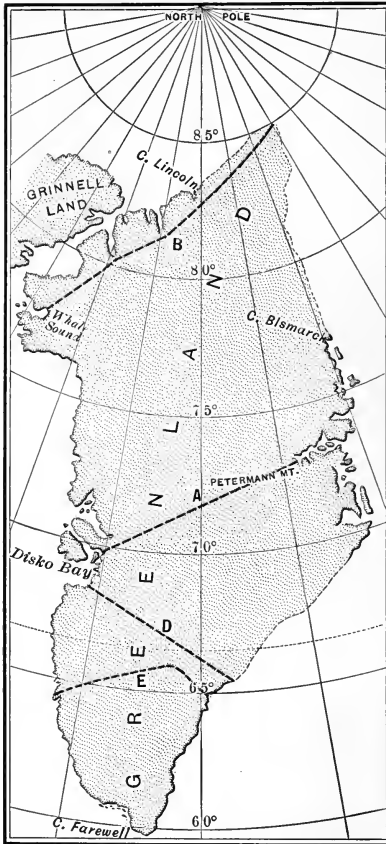 NORTH POLE
85°
C. Lincoln
GRINNELL
LAND
B
80°
Whale
Sound
C. Bismarck
75°
PETERMANN MT.
A
70°
Disko Bay
D
E
65°
60°
C. Farewell
GREENLAND